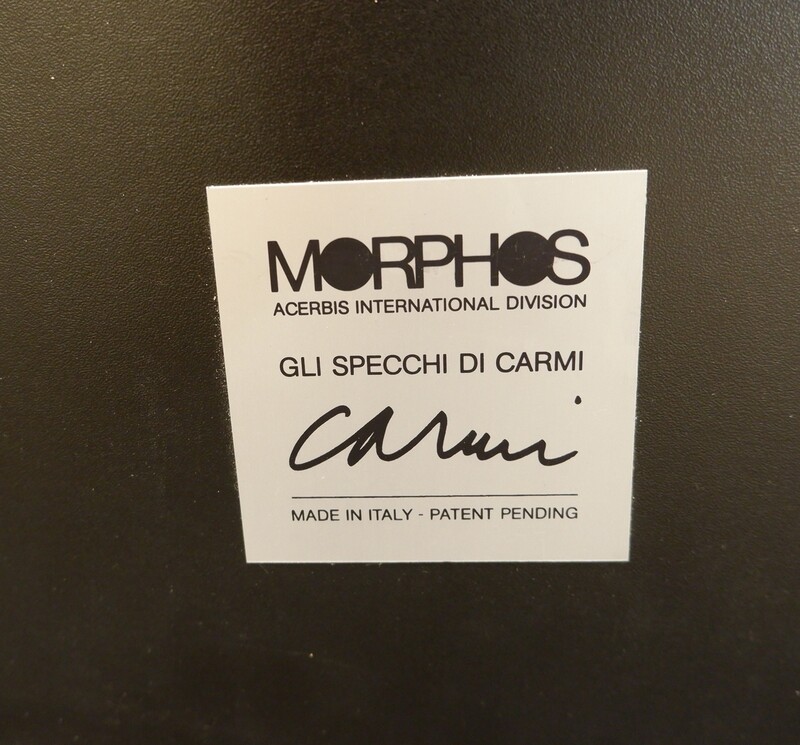 MORPHOS
ACERBIS INTERNATIONAL DIVISION
GLI SPECCHI DI CARMI
carmi
MADE IN ITALY - PATENT PENDING